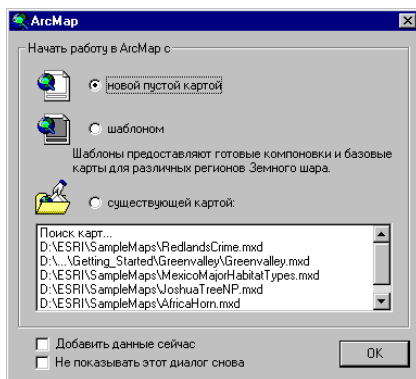 ArcMap
Начать работу в ArcMap с
новой пустой картой
шаблоном
Шаблоны предоставляют готовые компоновки и базовые
карты для различных регионов Земного шара.
существующей картой:
Поиск карт...
D:\ESRI\SampleMaps\RedlandsCrime.mxd
D:\...\Getting_Started\Greenvalley\Greenvalley.mxd
D:\ESRI\SampleMaps\MexicoMajorHabitatTypes.mxd
D:\ESRI\SampleMaps\JoshuaTreeNP.mxd
D:\ESRI\SampleMaps\AfricaHorn.mxd
Добавить данные сейчас
Не показывать этот диалог снова
OK